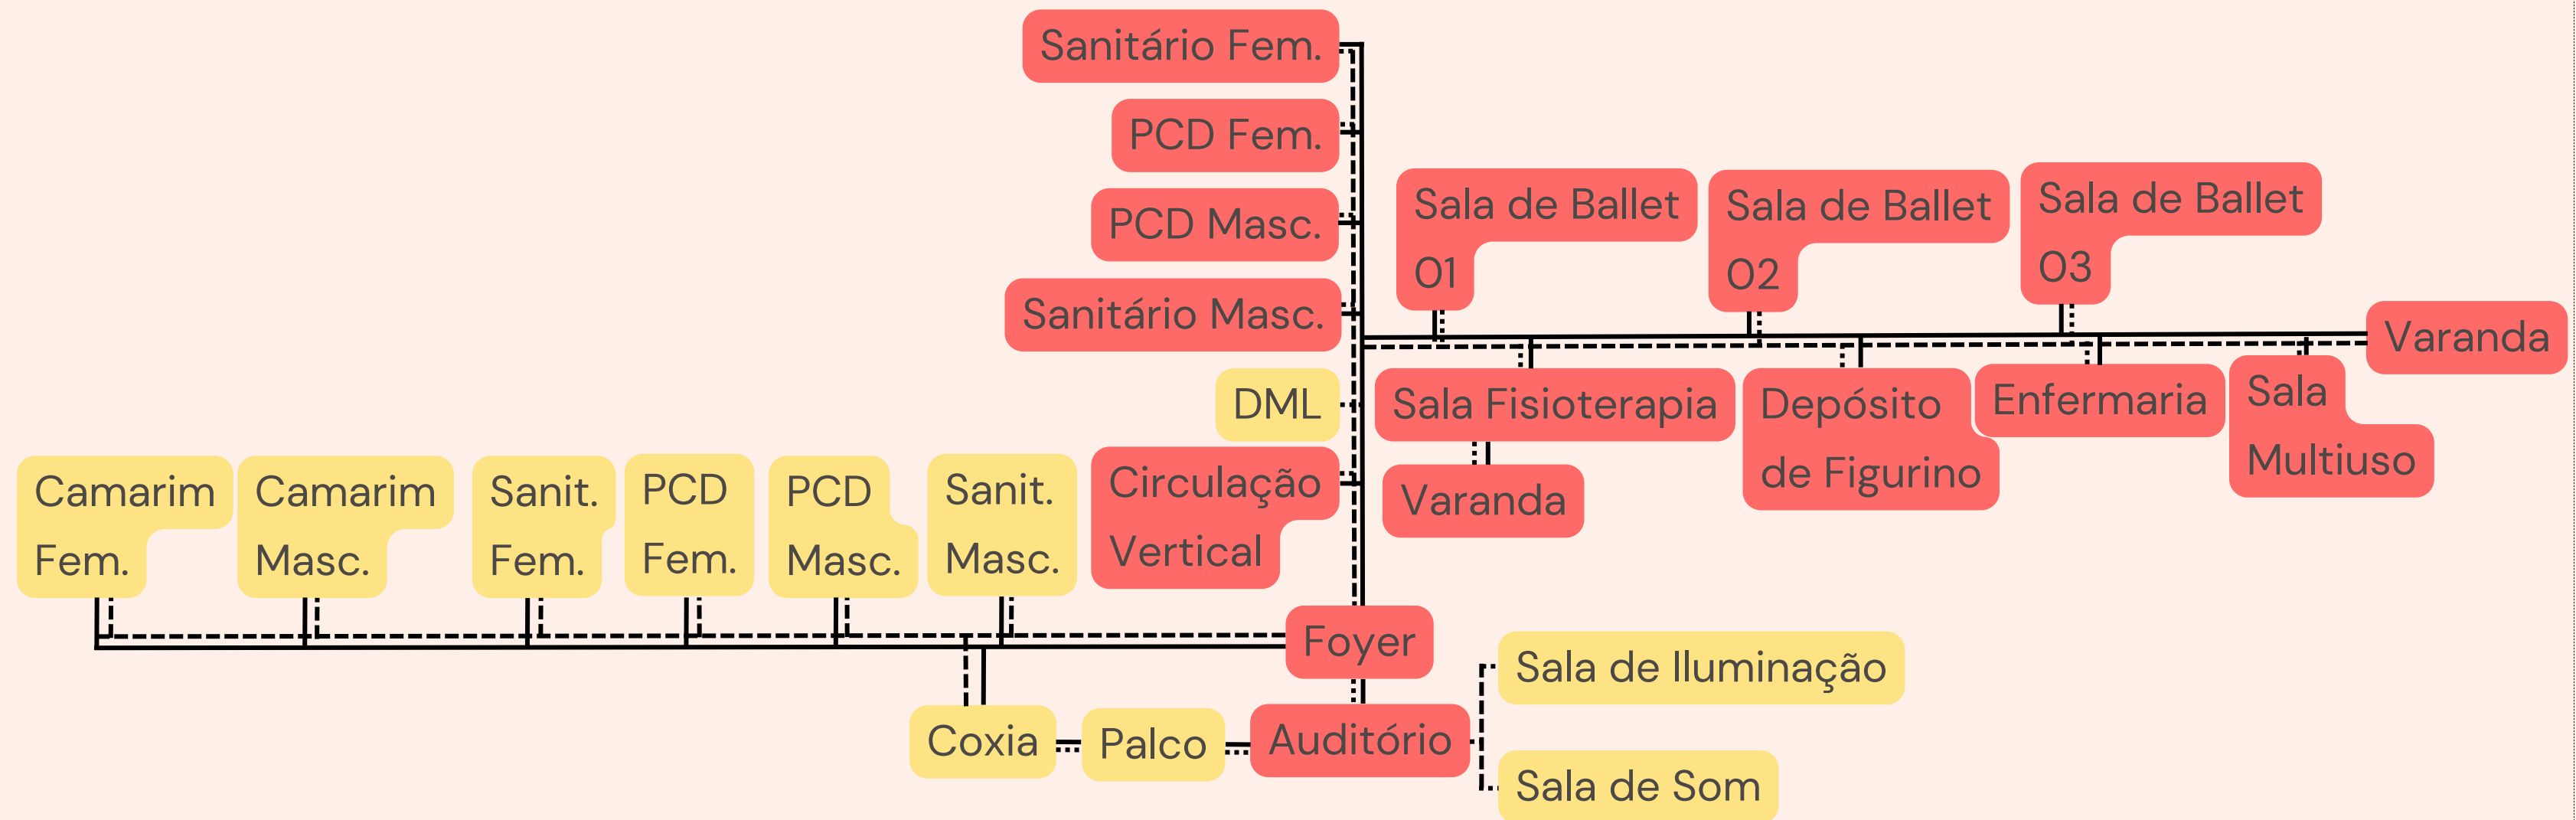 Sanitário Fem.
PCD Fem.
PCD Masc.
Sanitário Masc.
DML
Circulação
Vertical
Sala de Ballet
01
Sala de Ballet
02
Sala de Ballet
03
Varanda
Sala Fisioterapia
Varanda
Depósito
de Figurino
Enfermaria
Sala
Multiuso
Camarim
Fem.
Camarim
Masc.
Sanit.
Fem.
PCD
Fem.
PCD
Masc.
Sanit.
Masc.
Foyer
Coxia
Palco
Auditório
Sala de Iluminação
Sala de Som